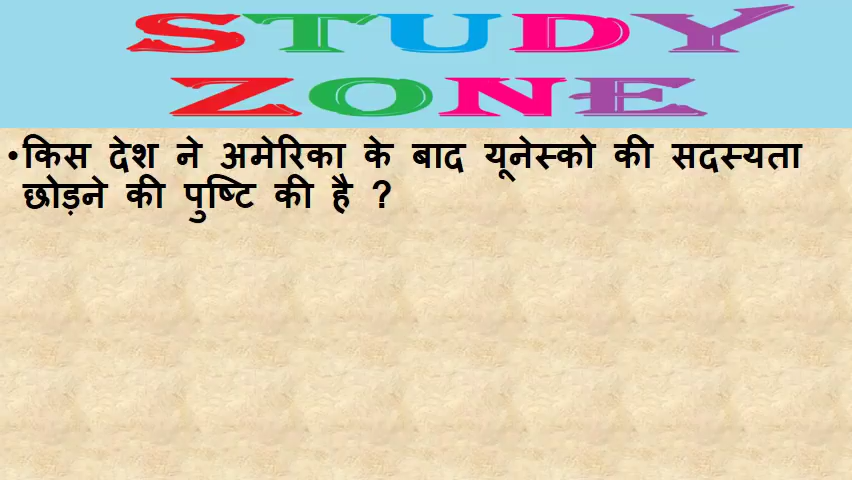 STUDY
ZONE
•किस देश ने अमेरिका के बाद यूनेस्को की सदस्यता
छोड़ने की पुष्टि की है ?